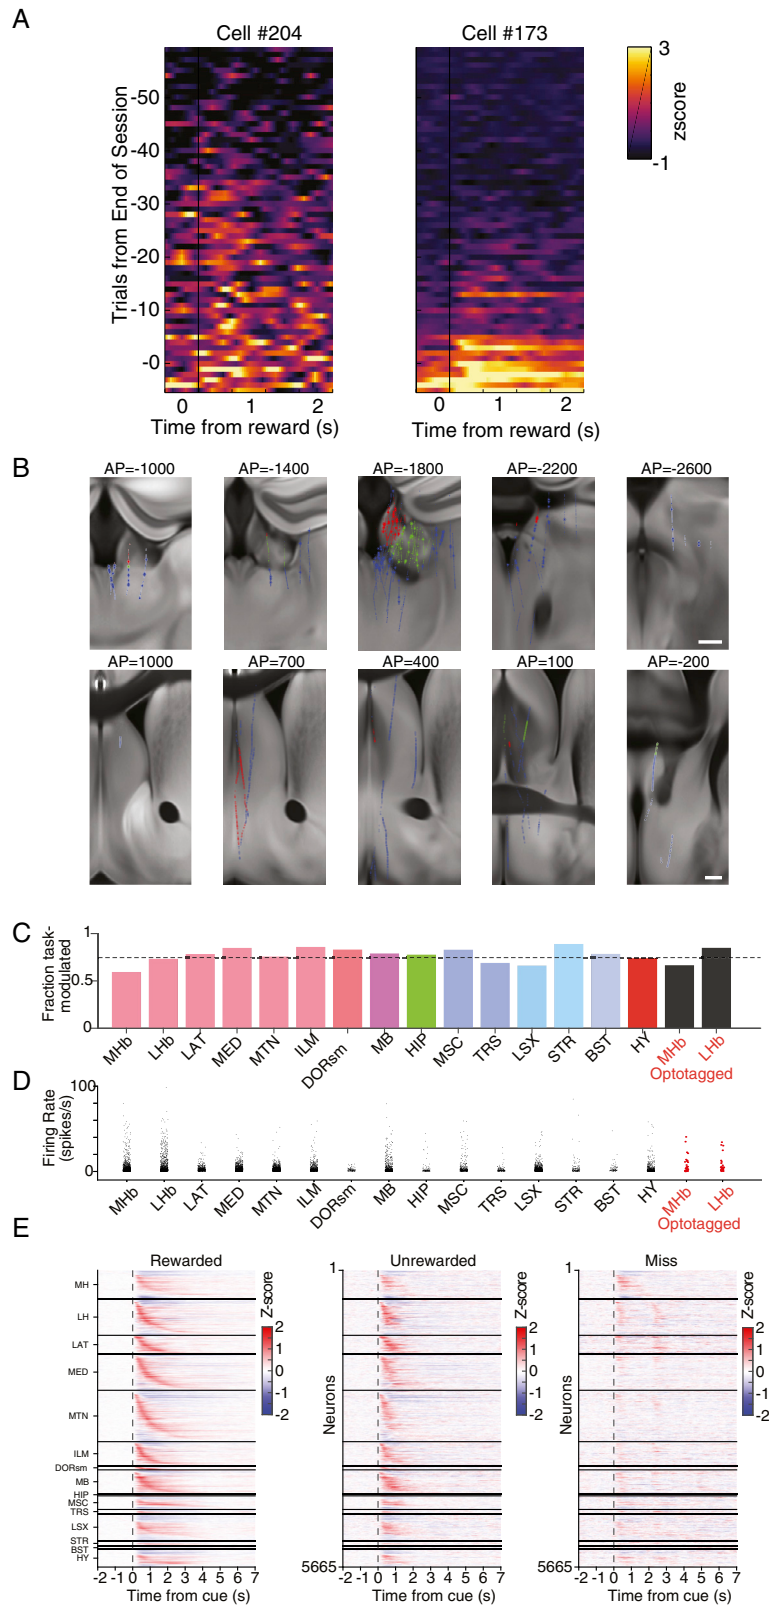 A
Cell #204
Cell #173
Trials from End of Session
-50
-40
-30
-20
-10
-0
0 1 2
Time from reward (s)
0 1 2
Time from reward (s)
3
-1
zscore
B
AP=-1000 AP=-1400 AP=-1800 AP=-2200 AP=-2600
AP=1000 AP=700 AP=400 AP=100 AP=-200
C
Fraction task-
modulated
1
0.5
0
MHb LHb LAT MED MTN ILM DORsm MB HIP MSC TRS LSX STR BST HY MHb LHb
Optotagged
D
Firing Rate
(spikes/s)
100
0
MHb LHb LAT MED MTN ILM DORsm MB HIP MSC TRS LSX STR BST HY MHb LHb
Optotagged
E
Rewarded
MH
LH
LAT
MED
MTN
ILM
DORsm
MB
HIP
MSC
TRS
LSX
STR
BST
HY
-2 -1 0 1 2 3 4 5 6 7
Time from cue (s)
Z-score
2
1
0
-1
-2
Unrewarded
1
Neurons
5665
-2 -1 0 1 2 3 4 5 6 7
Time from cue (s)
Z-score
2
1
0
-1
-2
Miss
1
Neurons
5665
-2 -1 0 1 2 3 4 5 6 7
Time from cue (s)
Z-score
2
1
0
-1
-2